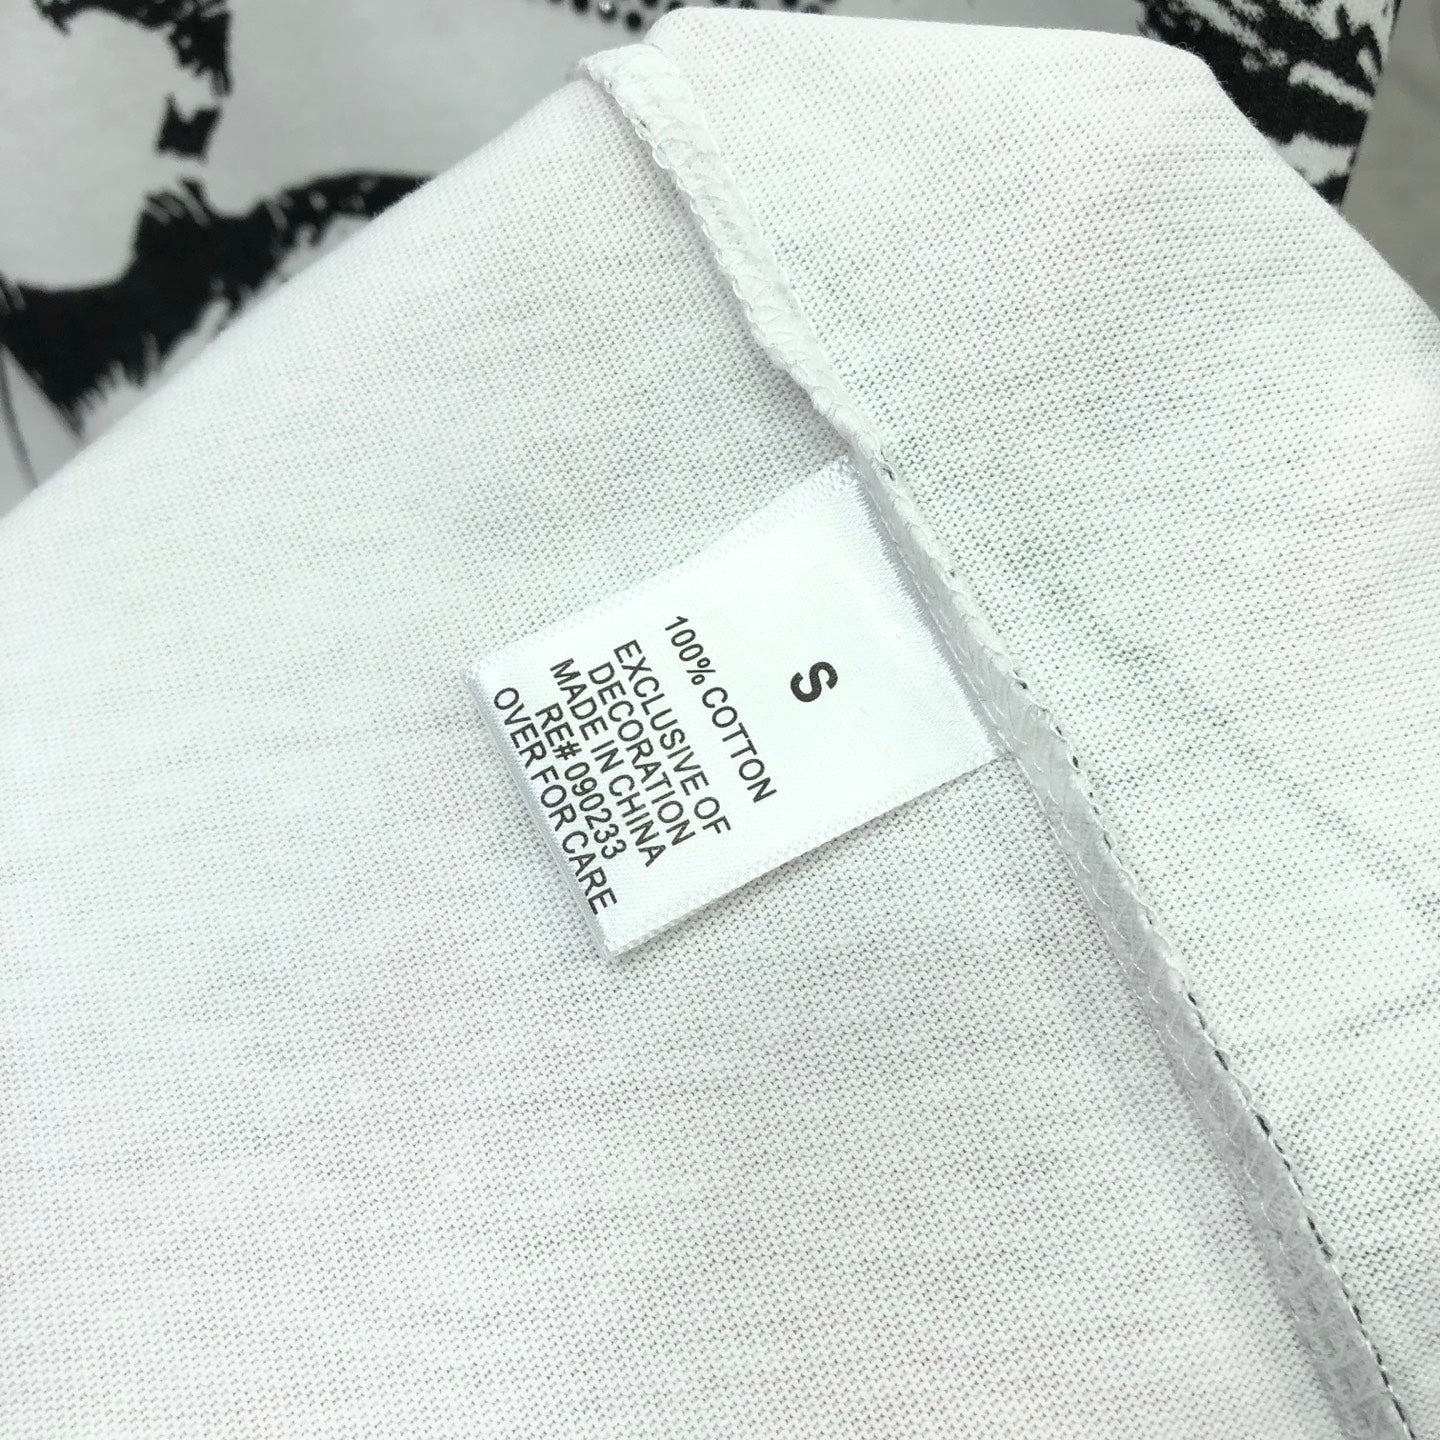 S
100% COTTON
EXCLUSIVE OF
DECORATION
MADE IN CHINA
RE# 090233
OVER FOR CARE